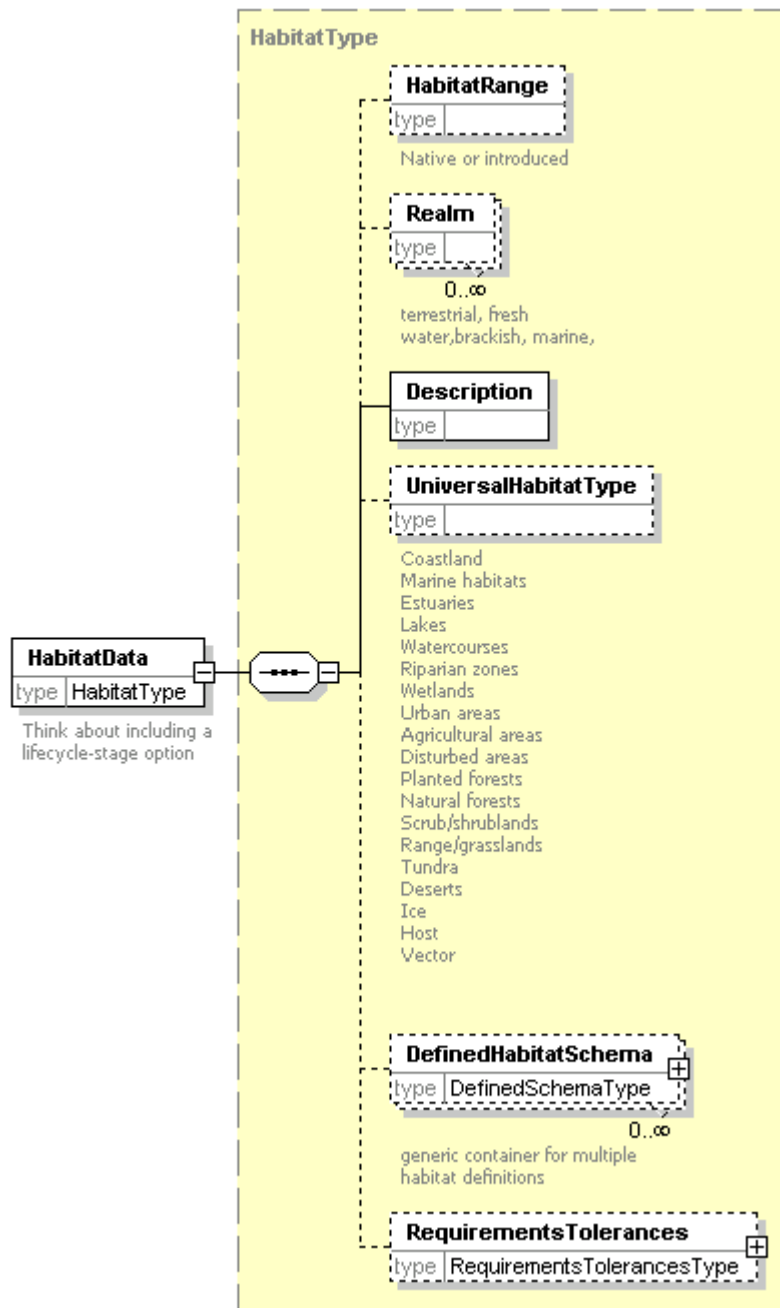 HabitatType
HabitatRange
type
Native or introduced
Realm
type
0..∞
terrestrial, fresh
water,brackish, marine,
Description
type
UniversalHabitatType
type
Coastland
Marine habitats
Estuaries
Lakes
Watercourses
Riparian zones
Wetlands
Urban areas
Agricultural areas
Disturbed areas
Planted forests
Natural forests
Scrub/shrublands
Range/grasslands
Tundra
Deserts
Ice
Host
Vector
HabitatData
type HabitatType
Think about including a
lifecycle-stage option
DefinedHabitatSchema
type DefinedSchemaType
0..∞
generic container for multiple
habitat definitions
RequirementsTolerances
type RequirementsTolerancesType